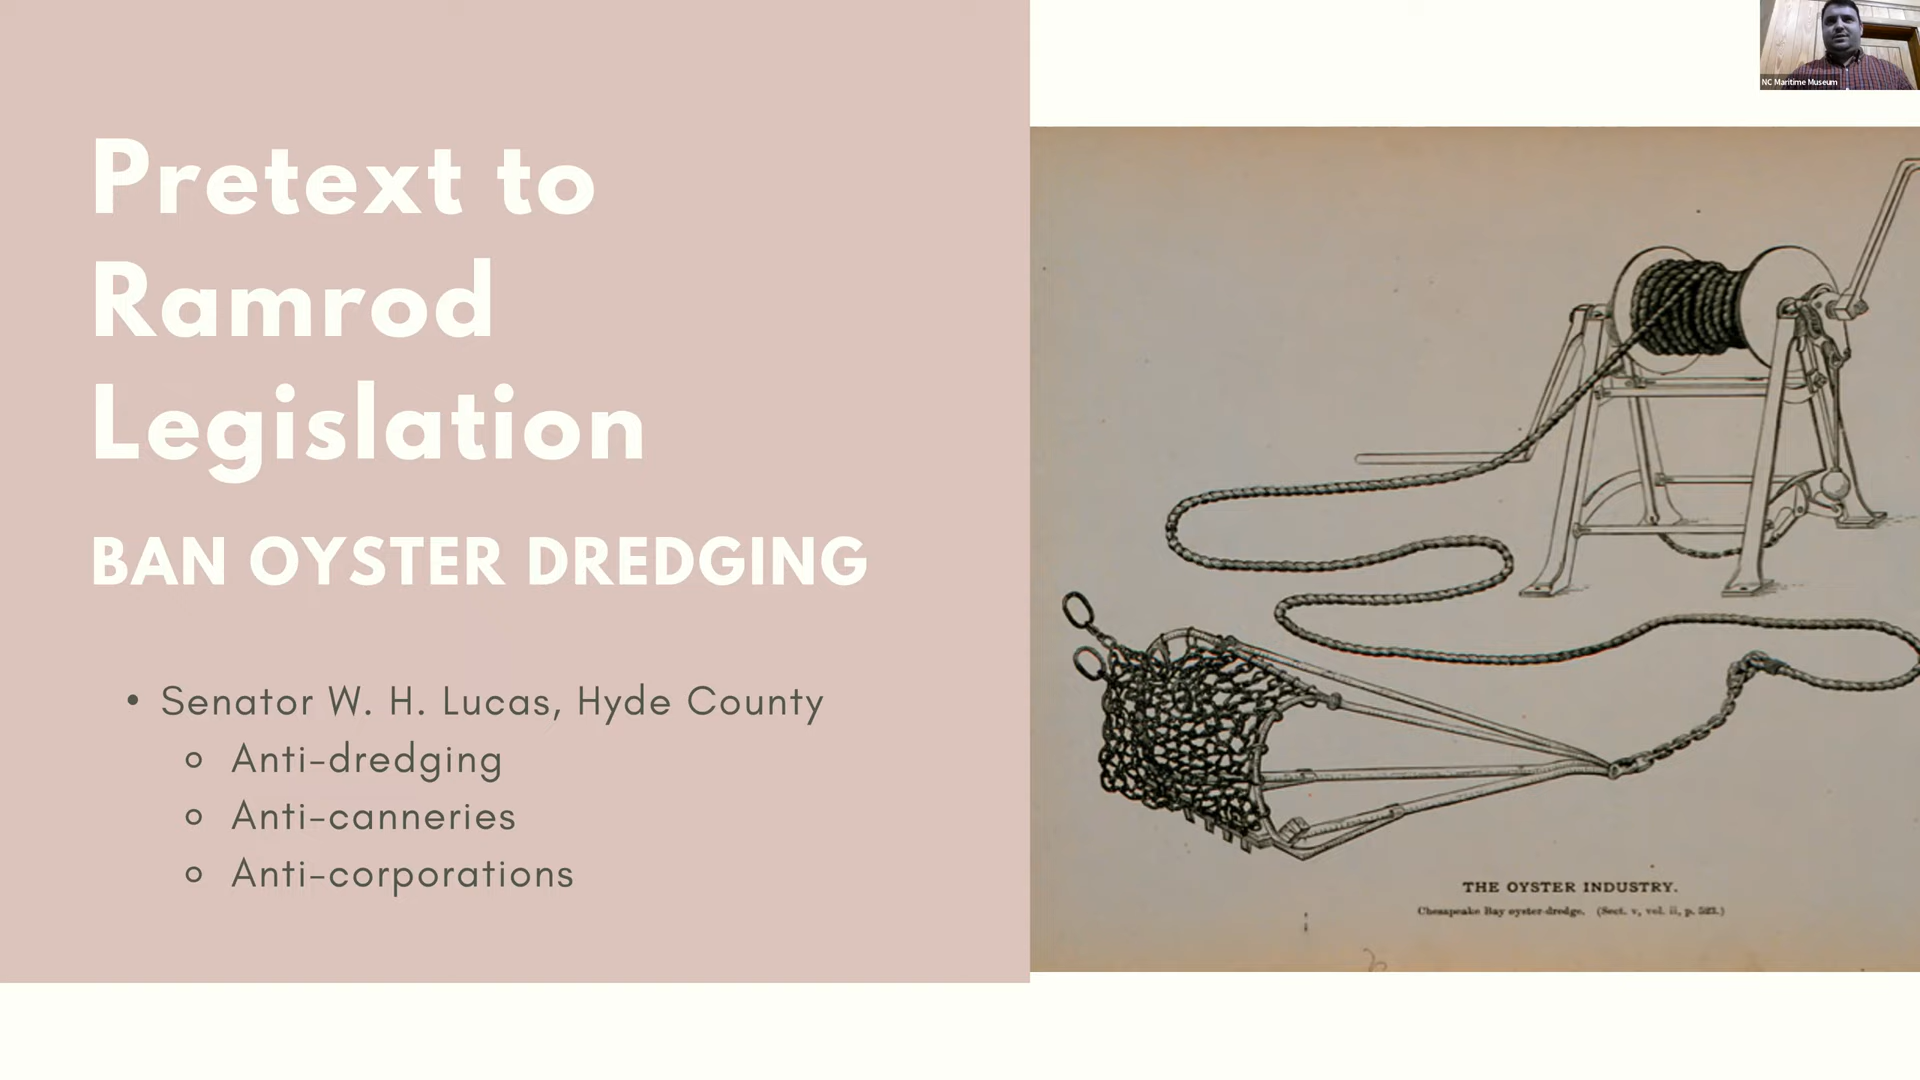 Pretext to
Ramrod
Legislation
BAN OYSTER DREDGING
• Senator W. H. Lucas, Hyde County
Anti-dredging
Anti-canneries
Anti-corporations
NC Maritime Museum
THE OYSTER INDUSTRY.
Chesapeake Bay oyster-dredge. (Sect. v, vol. ii, p. 523.)